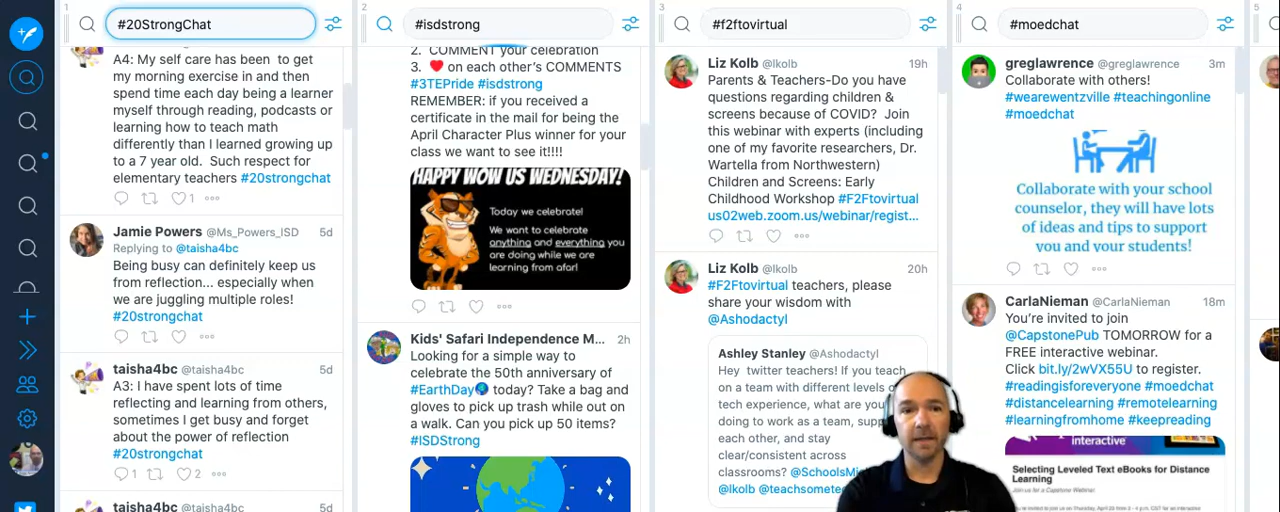 1
#20StrongChat
A4: My self care has been to get
my morning exercise in and then
spend time each day being a learner
myself through reading, podcasts or
learning how to teach math
differently than I learned growing up
to a 7 year old. Such respect for
elementary teachers #20strongchat
1
Jamie Powers @Ms_Powers_ISD 5d
Replying to @taisha4bc
Being busy can definitely keep us
from reflection... especially when
we are juggling multiple roles!
#20strongchat
taisha4bc @taisha4bc 5d
A3: I have spent lots of time
reflecting and learning from others,
sometimes I get busy and forget
about the power of reflection
#20strongchat
1 2
taisha4bc @taisha4bc 5d
2
#isdstrong
2. COMMENT your celebration
3. ❤️ on each other's COMMENTS
#3TEPride #isdstrong
REMEMBER: if you received a
certificate in the mail for being the
April Character Plus winner for your
class we want to see it!!!!
HAPPY WOW US WEDNESDAY!
Today we celebrate!
We want to celebrate
anything and everything you
are doing while we are
learning from afar!
Kids' Safari Independence M... 2h
Looking for a simple way to
celebrate the 50th anniversary of
#EarthDay🌎 today? Take a bag and
gloves to pick up trash while out on
a walk. Can you pick up 50 items?
#ISDStrong
3
#f2ftovirtual
Liz Kolb @lkolb 19h
Parents & Teachers-Do you have
questions regarding children &
screens because of COVID? Join
this webinar with experts (including
one of my favorite researchers, Dr.
Wartella from Northwestern)
Children and Screens: Early
Childhood Workshop #F2Ftovirtual
us02web.zoom.us/webinar/regist...
Liz Kolb @lkolb 20h
#F2Ftovirtual teachers, please
share your wisdom with
@Ashodactyl
Ashley Stanley @Ashodactyl
Hey twitter teachers! If you teach
on a team with different levels
tech experience, what are you
doing to work as a team,
each other, and stay
clear/consistent across
classrooms?
@lkolb
4
#moedchat
greglawrence @greglawrence 3m
Collaborate with others!
#wearewentzville #teachingonline
#moedchat
Collaborate with your school
counselor, they will have lots
of ideas and tips to support
you and your students!
CarlaNieman @CarlaNieman 18m
You're invited to join
@CapstonePub TOMORROW for a
FREE interactive webinar.
Click bit.ly/2wVX55U to register.
#readingisforeveryone #moedchat
#distancelearning #remotelearning
#learningfromhome #keepreading
interactive
Selecting Leveled Text eBooks for Distance
Learning
Join us for a Capstone Webinar
5